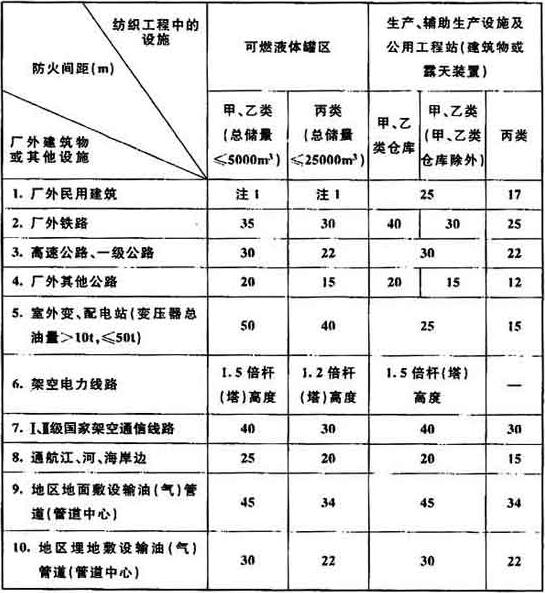 纺织工程中的
设施
防火间距(m)
厂外建筑物
或其他设施
可燃液体罐区
生产、辅助生产设施及
公用工程站(建筑物或
露天装置)
甲、乙类
(总储量
≤5000m³)
丙类
(总储量
≤25000m³)
甲、乙
类仓库
甲、乙类
(甲、乙类
仓库除外)
丙类
1. 厂外民用建筑 注1 注1 25 17
2. 厂外铁路 35 30 40 30 25
3. 高速公路、一级公路 30 22 30 22
4. 厂外其他公路 20 15 20 15 12
5. 室外变、配电站(变压器总
油量>10t,≤50t) 50 40 25 15
6. 架空电力线路 1.5倍杆
(塔)高度 1.2倍杆
(塔)高度 1.5倍杆(塔)
高度 —
7. Ⅰ、Ⅱ级国家架空通信线路 40 30 40 30
8. 通航江、河、海岸边 25 20 20 15
9. 地区地面敷设输油(气)管
道(管道中心) 45 34 45 34
10. 地区埋地敷设输油(气)
管道(管道中心) 30 22 30 22